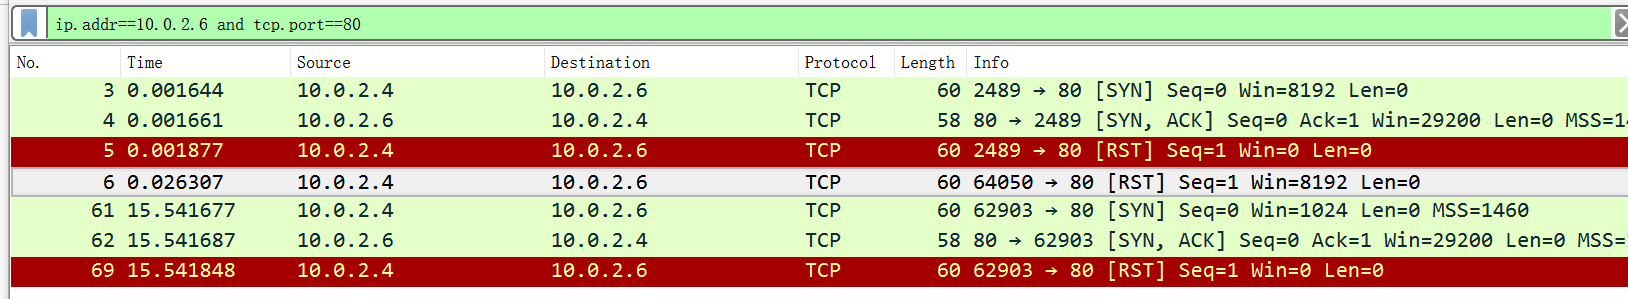 ip.addr==10.0.2.6 and tcp.port==80
No. Time Source Destination Protocol Length Info
3 0.001644 10.0.2.4 10.0.2.6 TCP 60 2489 → 80 [SYN] Seq=0 Win=8192 Len=0
4 0.001661 10.0.2.6 10.0.2.4 TCP 58 80 → 2489 [SYN, ACK] Seq=0 Ack=1 Win=29200 Len=0 MSS=14
5 0.001877 10.0.2.4 10.0.2.6 TCP 60 2489 → 80 [RST] Seq=1 Win=0 Len=0
6 0.026307 10.0.2.4 10.0.2.6 TCP 60 64050 → 80 [RST] Seq=1 Win=8192 Len=0
61 15.541677 10.0.2.4 10.0.2.6 TCP 60 62903 → 80 [SYN] Seq=0 Win=1024 Len=0 MSS=1460
62 15.541687 10.0.2.6 10.0.2.4 TCP 58 80 → 62903 [SYN, ACK] Seq=0 Ack=1 Win=29200 Len=0 MSS=
69 15.541848 10.0.2.4 10.0.2.6 TCP 60 62903 → 80 [RST] Seq=1 Win=0 Len=0